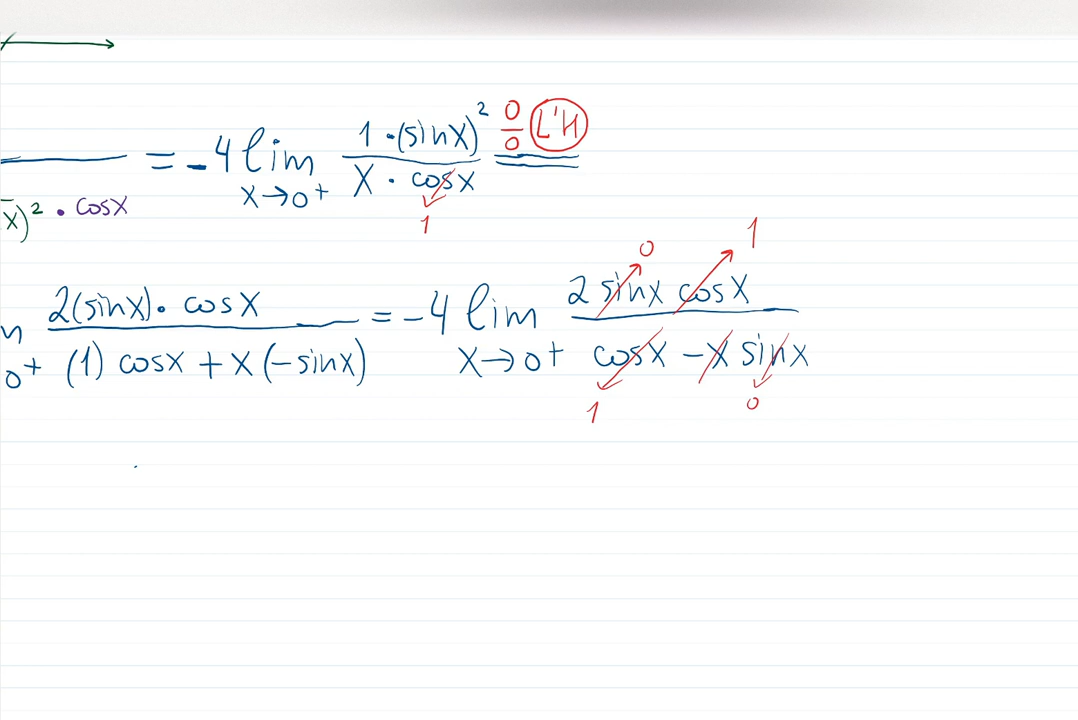 = -4 lim 1·(sinx)² / x·cosx 0/0 L'H
x→0+ 1
x)² · cosx
0 1
2(sinx)·cosx / (1) cosx + x(-sinx) = -4 lim 2 sinx cosx / cosx - x sinx
0+ x→0+
1 0